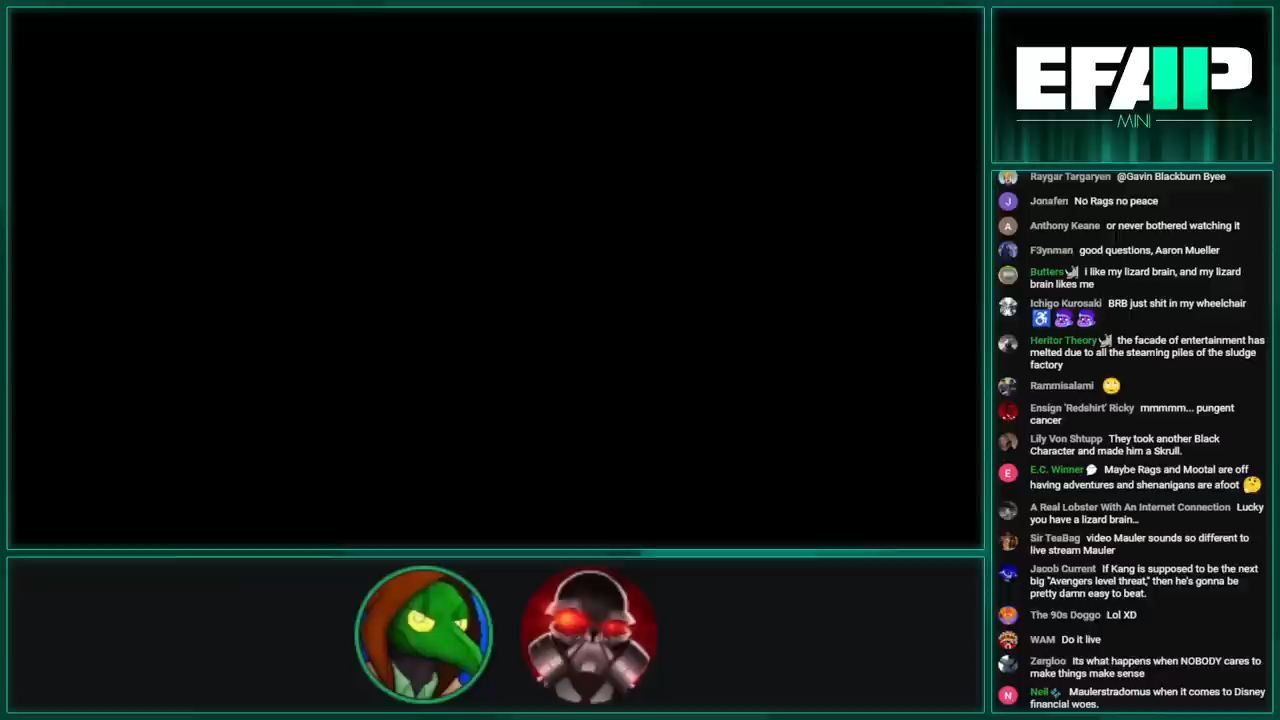 EFAP
MINI
Raygar Targaryen @Gavin Blackburn Byee
J Jonafen No Rags no peace
A Anthony Keane or never bothered watching it
F3ynman good questions, Aaron Mueller
Butters i like my lizard brain, and my lizard
brain likes me
Ichigo Kurosaki BRB just shit in my wheelchair
Heritor Theory the facade of entertainment has
melted due to all the steaming piles of the sludge
factory
Rammisalami
Ensign 'Redshirt' Ricky mmmmm... pungent
cancer
Lily Von Shtupp They took another Black
Character and made him a Skrull.
E E.C. Winner Maybe Rags and Mootal are off
having adventures and shenanigans are afoot
A Real Lobster With An Internet Connection Lucky
you have a lizard brain...
Sir TeaBag video Mauler sounds so different to
live stream Mauler
Jacob Current If Kang is supposed to be the next
big "Avengers level threat," then he's gonna be
pretty damn easy to beat.
The 90s Doggo Lol XD
WAM Do it live
Zergloo Its what happens when NOBODY cares to
make things make sense
N Neil Maulerstradomus when it comes to Disney
financial woes.